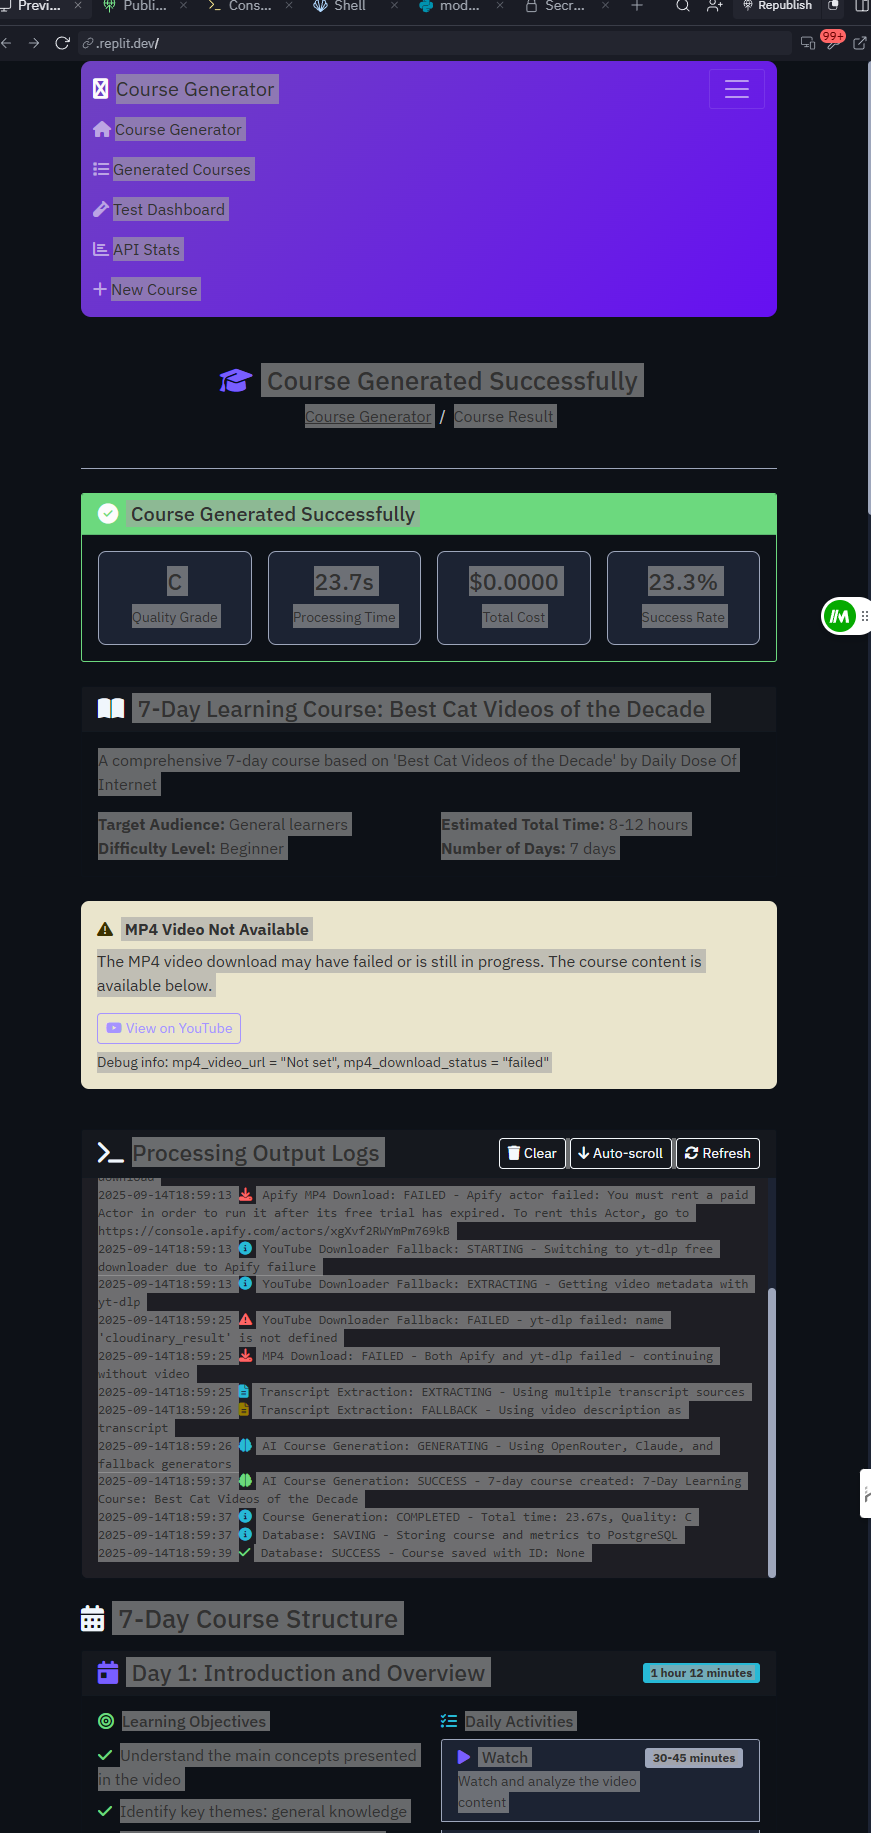 Previ...
Publi...
Cons...
Shell
mod...
Secr...
Republish
.replit.dev/
99+
Course Generator
Course Generator
Generated Courses
Test Dashboard
API Stats
New Course
Course Generated Successfully
Course Generator / Course Result
Course Generated Successfully
C
23.7s
$0.0000
23.3%
Quality Grade
Processing Time
Total Cost
Success Rate
7-Day Learning Course: Best Cat Videos of the Decade
A comprehensive 7-day course based on 'Best Cat Videos of the Decade' by Daily Dose Of
Internet
Target Audience: General learners
Difficulty Level: Beginner
Estimated Total Time: 8-12 hours
Number of Days: 7 days
MP4 Video Not Available
The MP4 video download may have failed or is still in progress. The course content is
available below.
View on YouTube
Debug info: mp4_video_url = "Not set", mp4_download_status = "failed"
Processing Output Logs
Clear
Auto-scroll
Refresh
download
2025-09-14T18:59:13 Apify MP4 Download: FAILED - Apify actor failed: You must rent a paid
Actor in order to run it after its free trial has expired. To rent this Actor, go to
https://console.apify.com/actors/xgXvf2RWYmPm769kB
2025-09-14T18:59:13 YouTube Downloader Fallback: STARTING - Switching to yt-dlp free
downloader due to Apify failure
2025-09-14T18:59:13 YouTube Downloader Fallback: EXTRACTING - Getting video metadata with
yt-dlp
2025-09-14T18:59:25 YouTube Downloader Fallback: FAILED - yt-dlp failed: name
'cloudinary_result' is not defined
2025-09-14T18:59:25 MP4 Download: FAILED - Both Apify and yt-dlp failed - continuing
without video
2025-09-14T18:59:25 Transcript Extraction: EXTRACTING - Using multiple transcript sources
2025-09-14T18:59:26 Transcript Extraction: FALLBACK - Using video description as
transcript
2025-09-14T18:59:26 AI Course Generation: GENERATING - Using OpenRouter, Claude, and
fallback generators
2025-09-14T18:59:37 AI Course Generation: SUCCESS - 7-day course created: 7-Day Learning
Course: Best Cat Videos of the Decade
2025-09-14T18:59:37 Course Generation: COMPLETED - Total time: 23.67s, Quality: C
2025-09-14T18:59:37 Database: SAVING - Storing course and metrics to PostgreSQL
2025-09-14T18:59:39 Database: SUCCESS - Course saved with ID: None
7-Day Course Structure
Day 1: Introduction and Overview
1 hour 12 minutes
Learning Objectives
Understand the main concepts presented
in the video
Identify key themes: general knowledge
Daily Activities
Watch
30-45 minutes
Watch and analyze the video
content